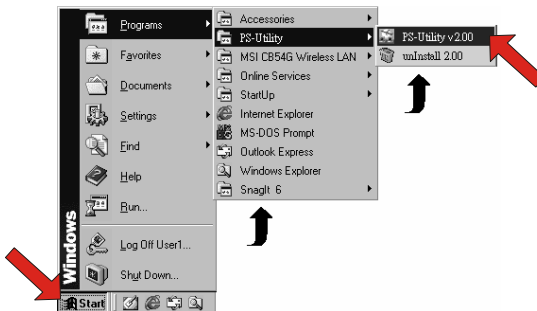 Programs
Favorites
Documents
Settings
Find
Help
Run...
Log Off User1...
Shut Down...
Windows
Start
Accessories
PS-Utility
MSI CB54G Wireless LAN
Online Services
StartUp
Internet Explorer
MS-DOS Prompt
Outlook Express
Windows Explorer
SnagIt 6
PS-Utility v2.00
unInstall 2.00